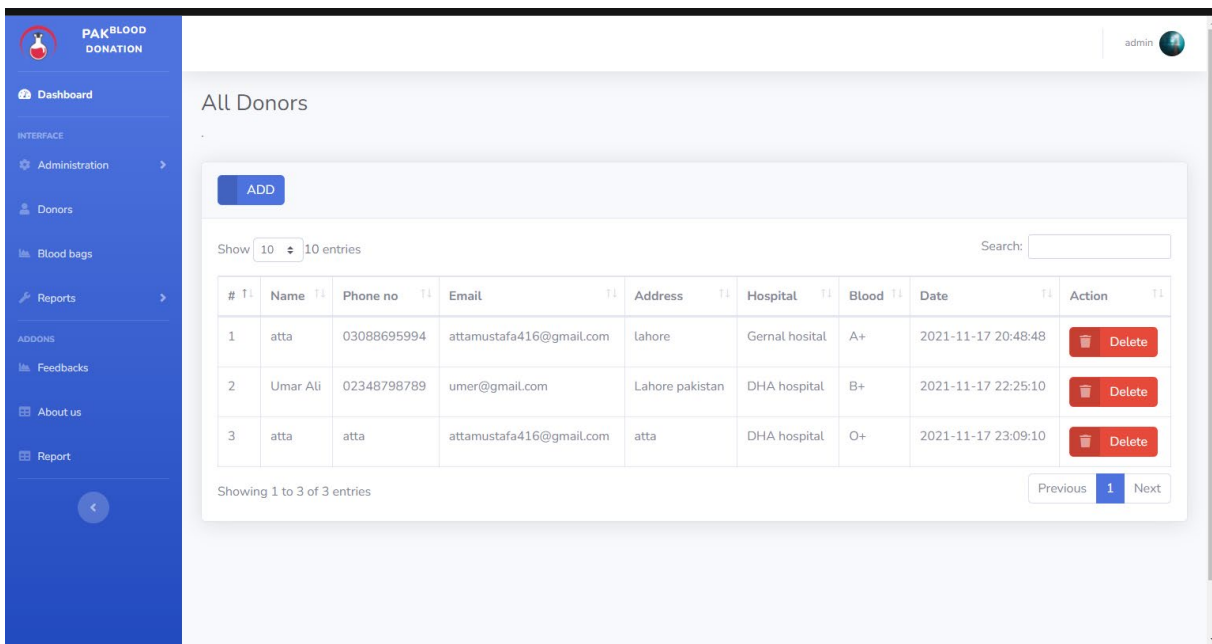 PAKBLOOD
DONATION
admin
Dashboard
INTERFACE
Administration
Donors
Blood bags
Reports
ADDONS
Feedbacks
About us
Report
All Donors
.
ADD
Show 10 10 entries
Search:
# Name Phone no Email Address Hospital Blood Date Action
1 atta 03088695994 attamustafa416@gmail.com lahore Gernal hosital A+ 2021-11-17 20:48:48 Delete
2 Umar Ali 02348798789 umer@gmail.com Lahore pakistan DHA hospital B+ 2021-11-17 22:25:10 Delete
3 atta atta attamustafa416@gmail.com atta DHA hospital O+ 2021-11-17 23:09:10 Delete
Showing 1 to 3 of 3 entries
Previous 1 Next